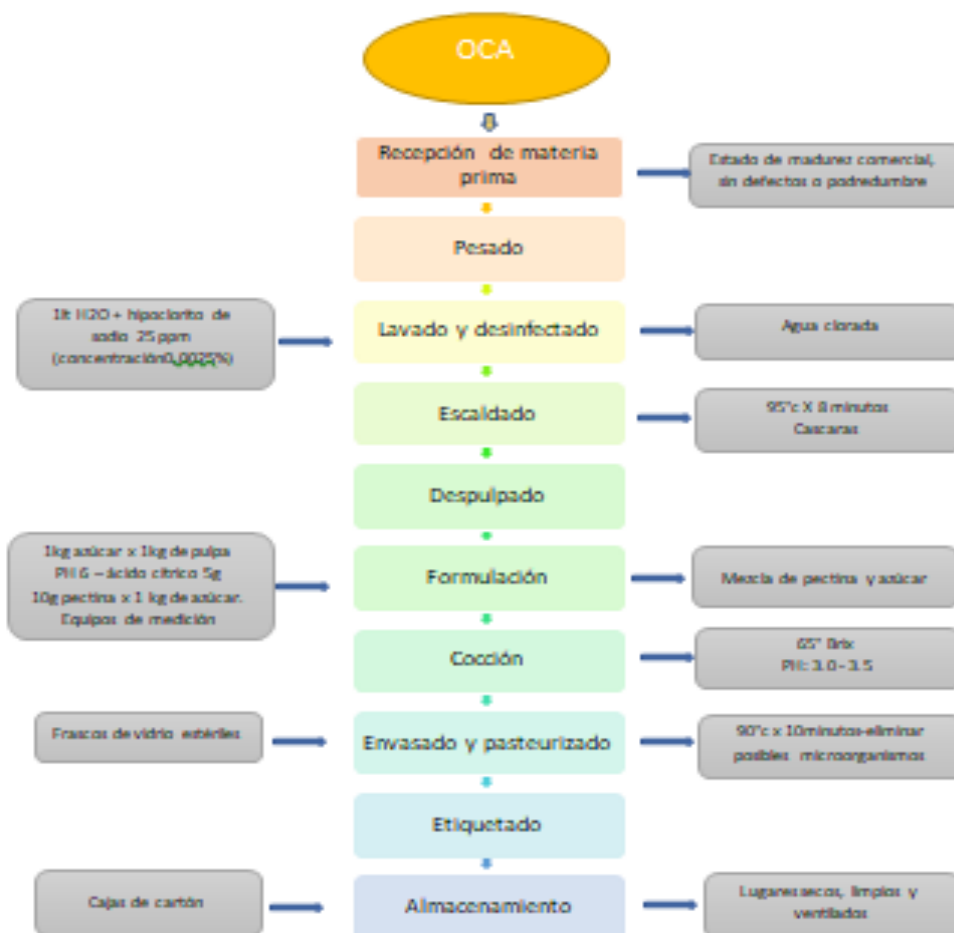 OCA
Recepción de materia
prima
Estado de madurez comercial,
sin defectos o podredumbre
Pesado
1lt H2O + hipoclorito de
sodio 25 ppm
(concentración0,0025%)
Lavado y desinfectado
Agua clorada
Escaldado
95°c X 8 minutos
Cascaras
Despulpado
1kg azúcar x 1kg de pulpa
PH 6 – ácido cítrico 5g
10g pectina x 1 kg de azúcar.
Equipos de medición
Formulación
Mezcla de pectina y azúcar
Cocción
65° Brix
PH: 3.0 - 3.5
Frascos de vidrio estériles
Envasado y pasteurizado
90°c x 10minutos-eliminar
posibles microorganismos
Etiquetado
Cajas de cartón
Almacenamiento
Lugares secos, limpios y
ventilados